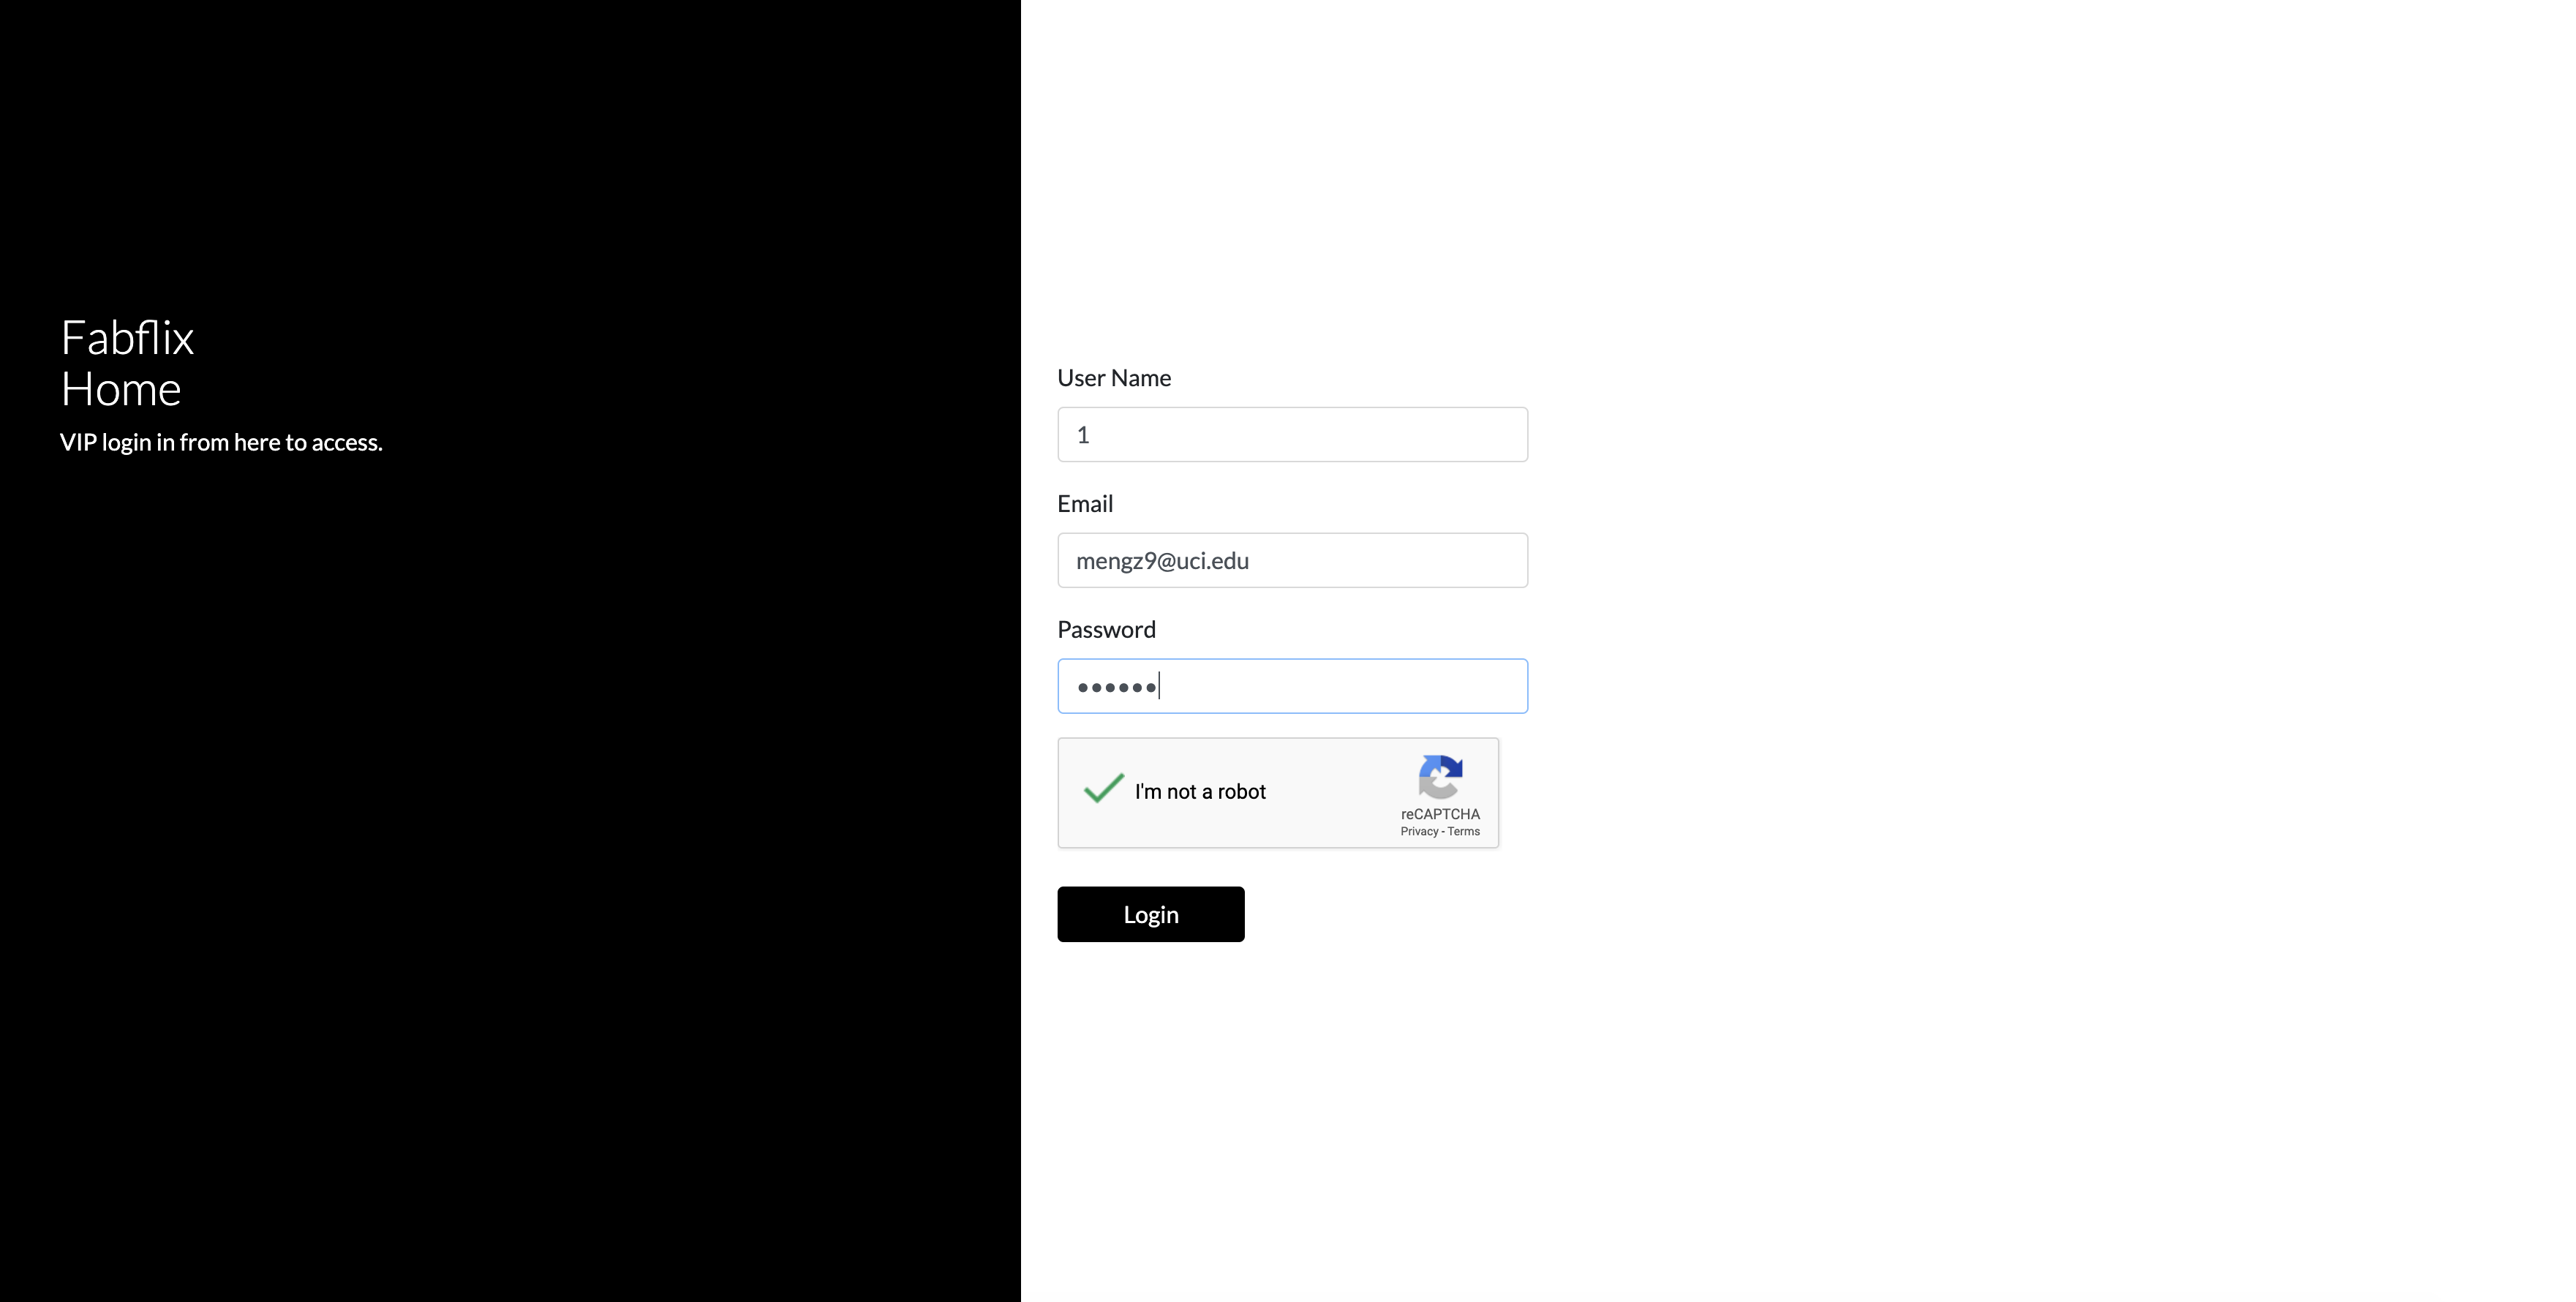 Fabflix
Home
VIP login in from here to access.
User Name
1
Email
mengz9@uci.edu
Password
••••••
I'm not a robot
reCAPTCHA
Privacy - Terms
Login